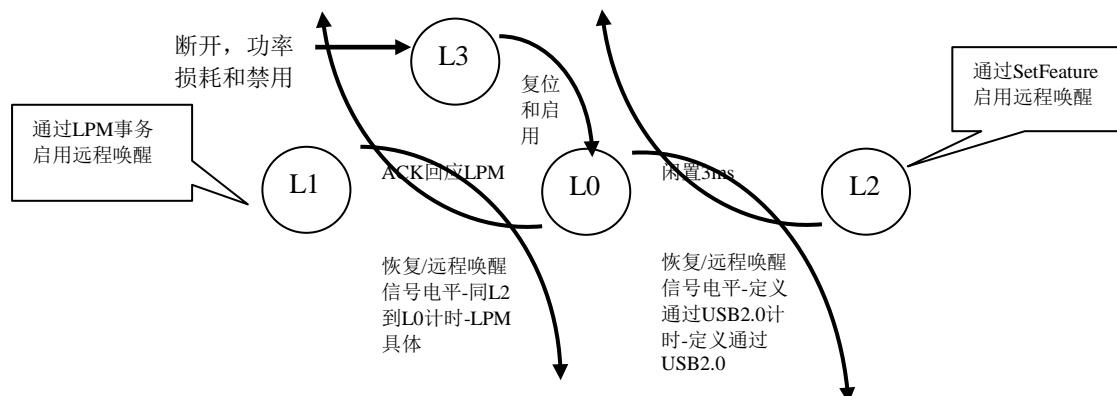 断开，功率
损耗和禁用
L3
复位
和启
用
通过SetFeature
启用远程唤醒
通过LPM事务
启用远程唤醒
L1
ACK回应LPM
L0
闲置3ms
L2
恢复/远程唤醒
信号电平-同L2
到L0计时-LPM
具体
恢复/远程唤醒
信号电平-定义
通过USB2.0计
时-定义通过
USB2.0